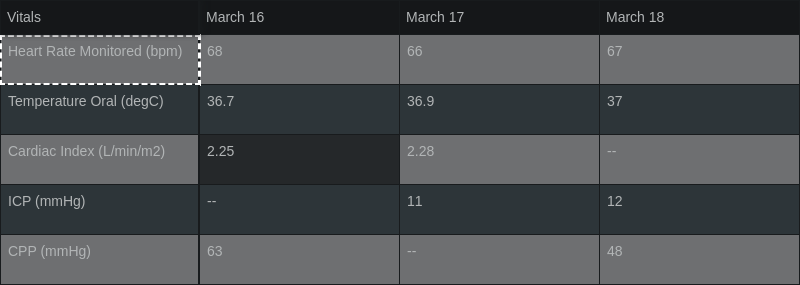 Vitals March 16 March 17 March 18
Heart Rate Monitored (bpm) 68 66 67
Temperature Oral (degC) 36.7 36.9 37
Cardiac Index (L/min/m2) 2.25 2.28 --
ICP (mmHg) -- 11 12
CPP (mmHg) 63 -- 48